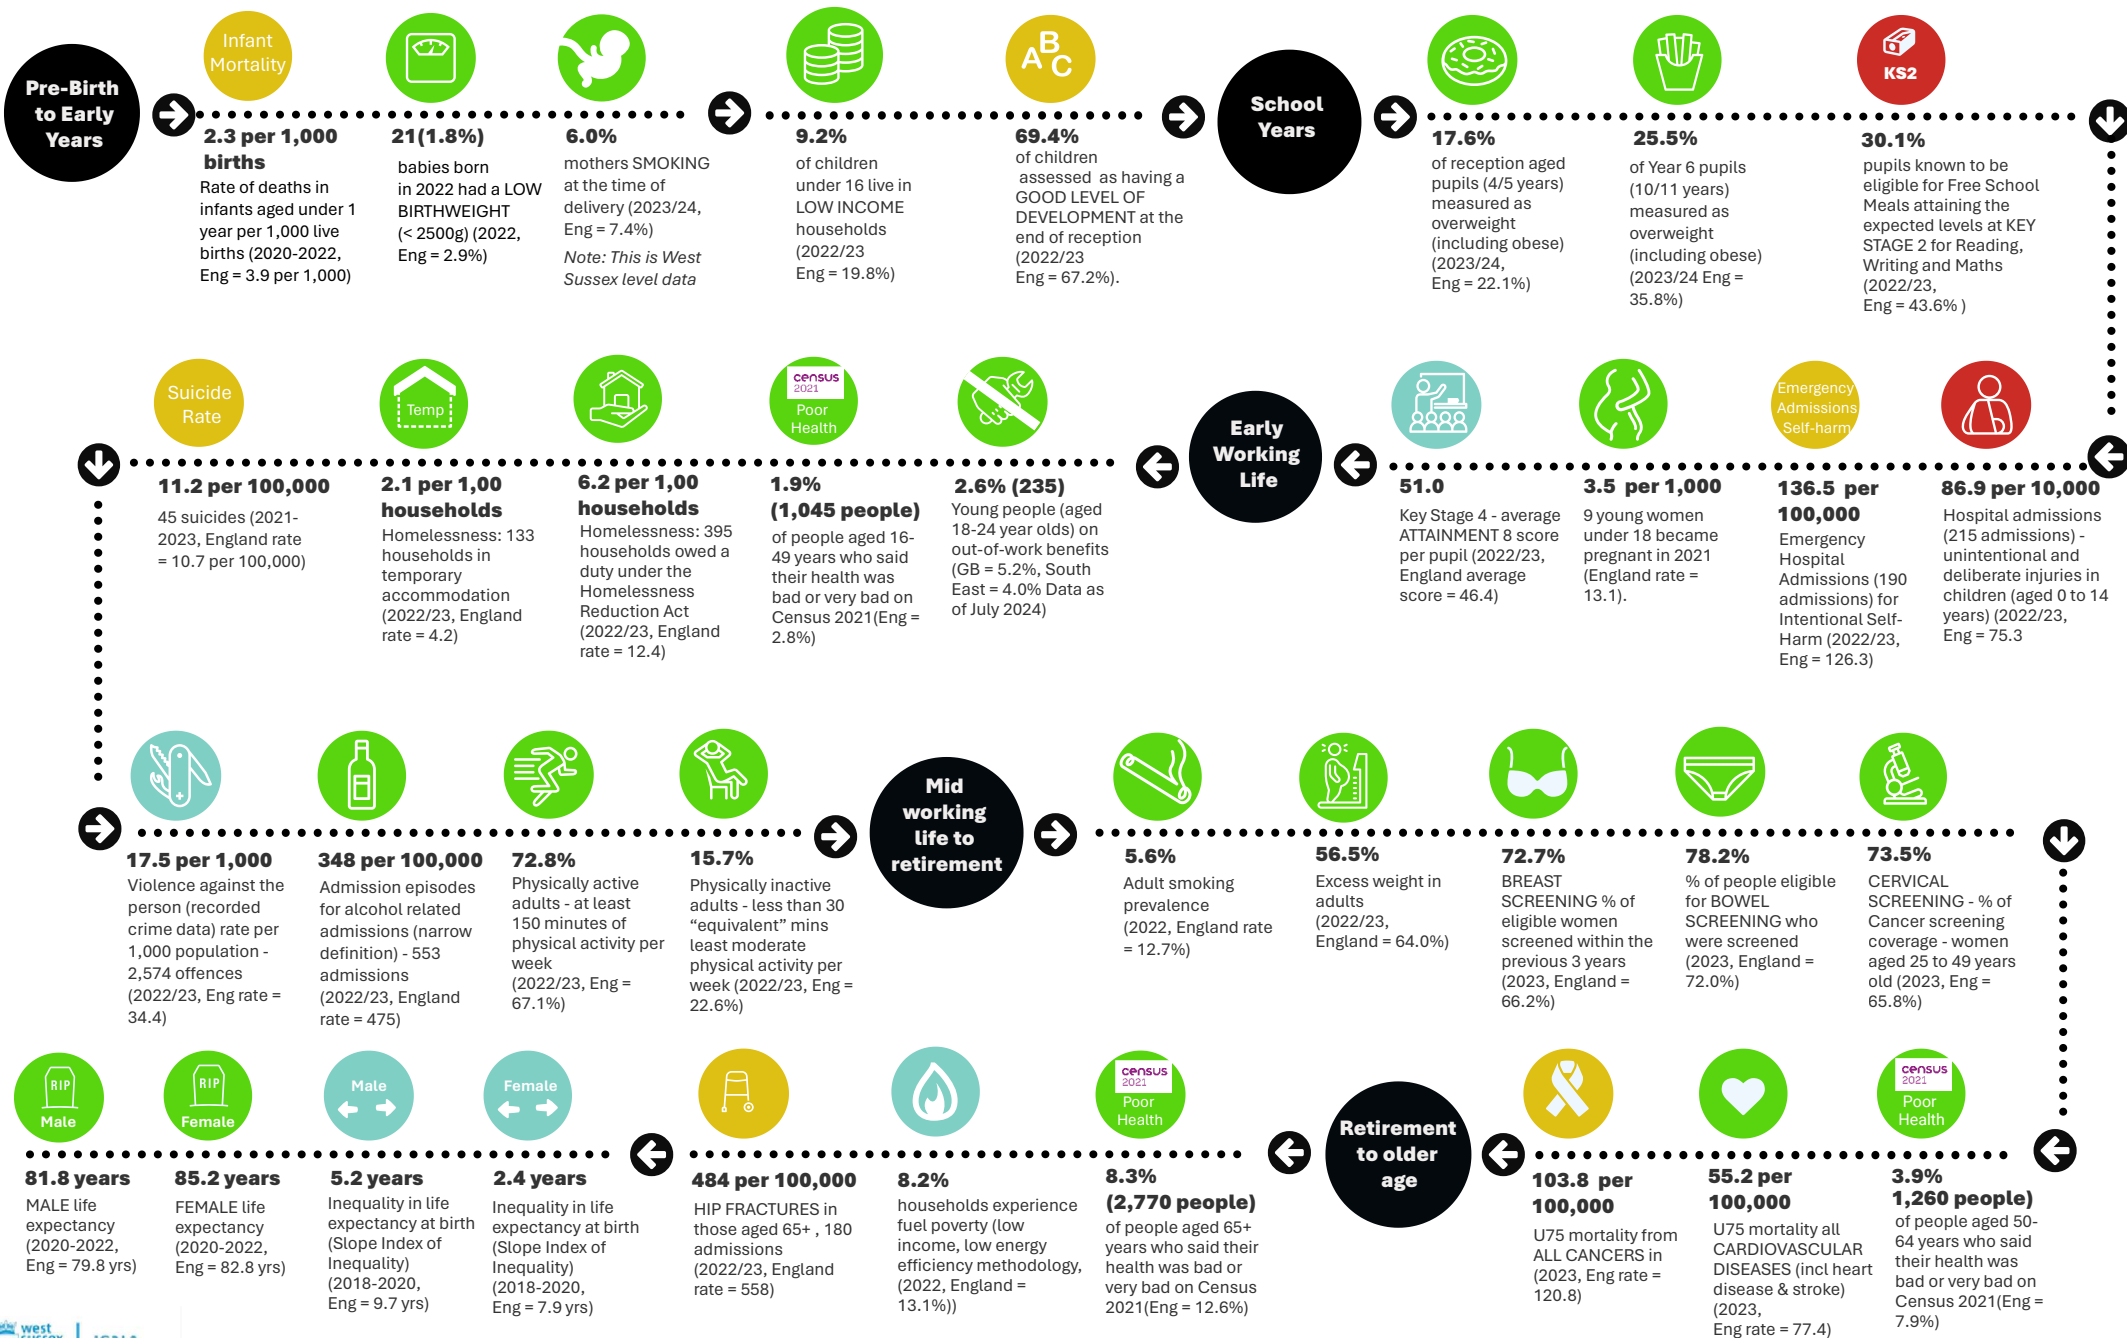 Pre-Birth
to Early
Years
Infant
Mortality
2.3 per 1,000
births
Rate of deaths in
infants aged under 1
year per 1,000 live
births (2020-2022,
Eng = 3.9 per 1,000)
21(1.8%)
babies born
in 2022 had a LOW
BIRTHWEIGHT
(< 2500g) (2022,
Eng = 2.9%)
6.0%
mothers SMOKING
at the time of
delivery (2023/24,
Eng = 7.4%)
Note: This is West
Sussex level data
9.2%
of children
under 16 live in
LOW INCOME
households
(2022/23
Eng = 19.8%)
A B C
69.4%
of children
assessed as having a
GOOD LEVEL OF
DEVELOPMENT at the
end of reception
(2022/23
Eng = 67.2%).
School
Years
17.6%
of reception aged
pupils (4/5 years)
measured as
overweight
(including obese)
(2023/24,
Eng = 22.1%)
25.5%
of Year 6 pupils
(10/11 years)
measured as
overweight
(including obese)
(2023/24 Eng =
35.8%)
KS2
30.1%
pupils known to be
eligible for Free School
Meals attaining the
expected levels at KEY
STAGE 2 for Reading,
Writing and Maths
(2022/23,
Eng = 43.6% )
86.9 per 10,000
Hospital admissions
(215 admissions) -
unintentional and
deliberate injuries in
children (aged 0 to 14
years) (2022/23,
Eng = 75.3
Emergency
Admissions
Self-harm
136.5 per
100,000
Emergency
Hospital
Admissions (190
admissions) for
Intentional Self-
Harm (2022/23,
Eng = 126.3)
3.5 per 1,000
9 young women
under 18 became
pregnant in 2021
(England rate =
13.1).
51.0
Key Stage 4 - average
ATTAINMENT 8 score
per pupil (2022/23,
England average
score = 46.4)
Early
Working
Life
2.6% (235)
Young people (aged
18-24 year olds) on
out-of-work benefits
(GB = 5.2%, South
East = 4.0% Data as
of July 2024)
census
2021
Poor
Health
1.9%
(1,045 people)
of people aged 16-
49 years who said
their health was
bad or very bad on
Census 2021(Eng =
2.8%)
6.2 per 1,00
households
Homelessness: 395
households owed a
duty under the
Homelessness
Reduction Act
(2022/23, England
rate = 12.4)
Temp
2.1 per 1,00
households
Homelessness: 133
households in
temporary
accommodation
(2022/23, England
rate = 4.2)
Suicide
Rate
11.2 per 100,000
45 suicides (2021-
2023, England rate
= 10.7 per 100,000)
17.5 per 1,000
Violence against the
person (recorded
crime data) rate per
1,000 population -
2,574 offences
(2022/23, Eng rate =
34.4)
348 per 100,000
Admission episodes
for alcohol related
admissions (narrow
definition) - 553
admissions
(2022/23, England
rate = 475)
72.8%
Physically active
adults - at least
150 minutes of
physical activity per
week
(2022/23, Eng =
67.1%)
15.7%
Physically inactive
adults - less than 30
“equivalent” mins
least moderate
physical activity per
week (2022/23, Eng =
22.6%)
Mid
working
life to
retirement
5.6%
Adult smoking
prevalence
(2022, England rate
= 12.7%)
56.5%
Excess weight in
adults
(2022/23,
England = 64.0%)
72.7%
BREAST
SCREENING % of
eligible women
screened within the
previous 3 years
(2023, England =
66.2%)
78.2%
% of people eligible
for BOWEL
SCREENING who
were screened
(2023, England =
72.0%)
73.5%
CERVICAL
SCREENING - % of
Cancer screening
coverage - women
aged 25 to 49 years
old (2023, Eng =
65.8%)
census
2021
Poor
Health
3.9%
1,260 people)
of people aged 50-
64 years who said
their health was
bad or very bad on
Census 2021(Eng =
7.9%)
55.2 per
100,000
U75 mortality all
CARDIOVASCULAR
DISEASES (incl heart
disease & stroke)
(2023,
Eng rate = 77.4)
103.8 per
100,000
U75 mortality from
ALL CANCERS in
(2023, Eng rate =
120.8)
Retirement
to older
age
census
2021
Poor
Health
8.3%
(2,770 people)
of people aged 65+
years who said their
health was bad or
very bad on Census
2021(Eng = 12.6%)
8.2%
households experience
fuel poverty (low
income, low energy
efficiency methodology,
(2022, England =
13.1%))
484 per 100,000
HIP FRACTURES in
those aged 65+ , 180
admissions
(2022/23, England
rate = 558)
Female
2.4 years
Inequality in life
expectancy at birth
(Slope Index of
Inequality)
(2018-2020,
Eng = 7.9 yrs)
Male
5.2 years
Inequality in life
expectancy at birth
(Slope Index of
Inequality)
(2018-2020,
Eng = 9.7 yrs)
RIP
Female
85.2 years
FEMALE life
expectancy
(2020-2022,
Eng = 82.8 yrs)
RIP
Male
81.8 years
MALE life
expectancy
(2020-2022,
Eng = 79.8 yrs)
west